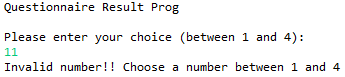 Questionnaire Result Prog
Please enter your choice (between 1 and 4):
11
Invalid number!! Choose a number between 1 and 4